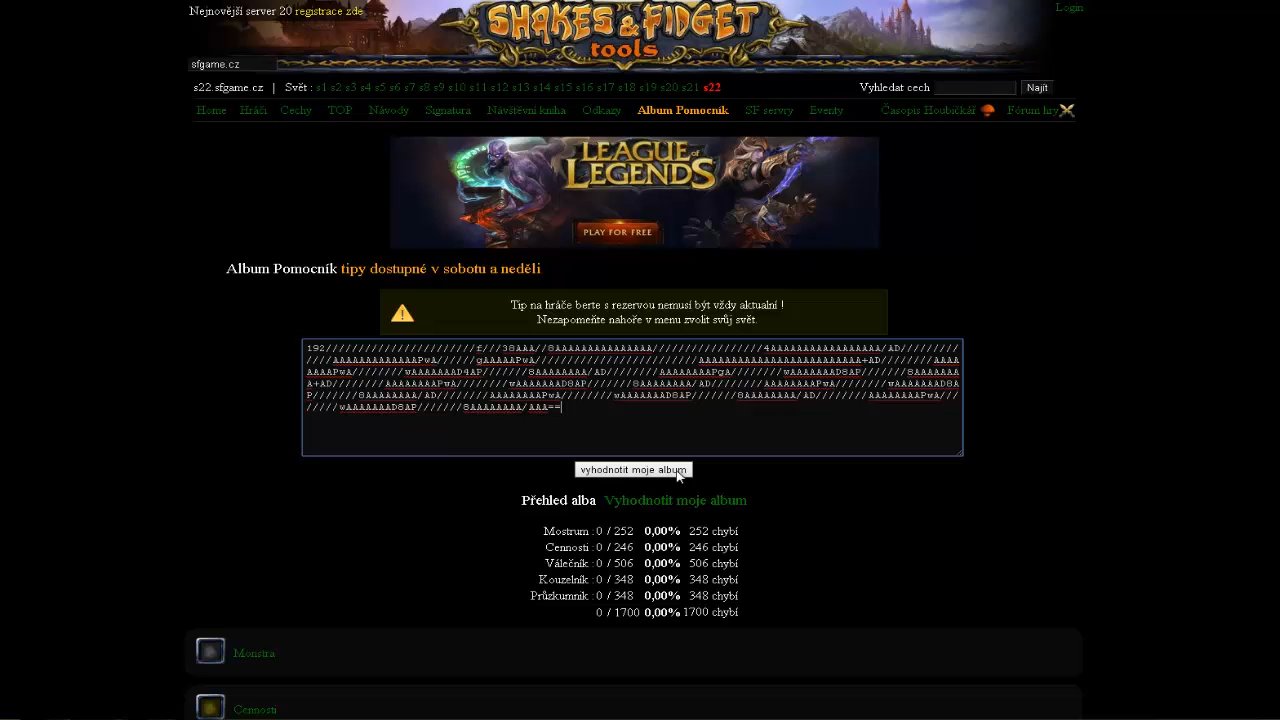 Nejnovější server 20 registrace zde
Login
SHAKES & FIDGET
tools
sfgame.cz
s22.sfgame.cz | Svět : s1 s2 s3 s4 s5 s6 s7 s8 s9 s10 s11 s12 s13 s14 s15 s16 s17 s18 s19 s20 s21 s22
Vyhledat cech
Najít
Home Hráči Cechy TOP Návody Signatura Návštěvní kniha Odkazy Album Pomocník SF servry Eventy Časopis Houbičkář Fórum hry
LEAGUE of
LEGENDS
PLAY FOR FREE
Album Pomocník tipy dostupné v sobotu a neděli
Tip na hráče berte s rezervou nemusí být vždy aktualní !
Nezapomeňte nahoře v menu zvolit svůj svět.
vyhodnotit moje album
Přehled alba Vyhodnotit moje album
Mostrum : 0 / 252 0,00% 252 chybí
Cennosti : 0 / 246 0,00% 246 chybí
Válečník : 0 / 506 0,00% 506 chybí
Kouzelník : 0 / 348 0,00% 348 chybí
Průzkumník : 0 / 348 0,00% 348 chybí
0 / 1700 0,00% 1700 chybí
Monstra
Cennosti